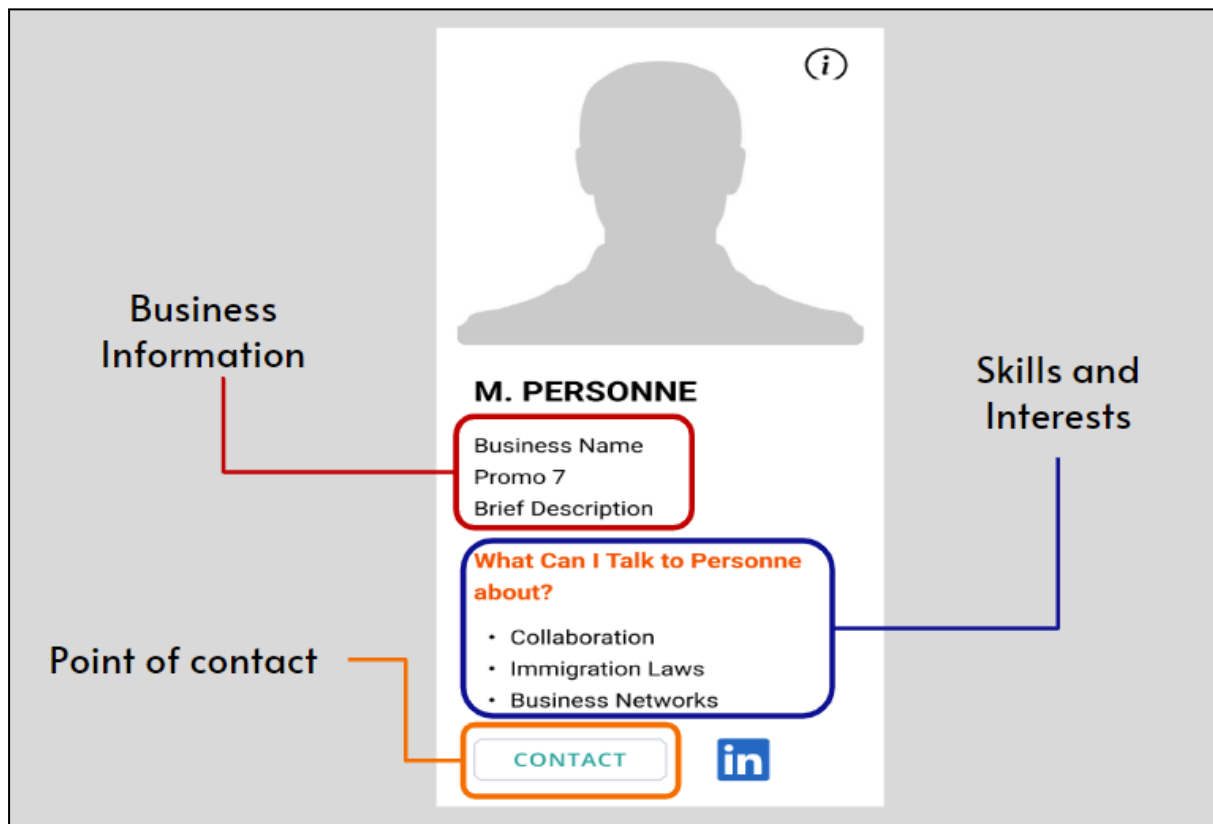 i
Business
Information
M. PERSONNE
Business Name
Promo 7
Brief Description
Skills and
Interests
What Can I Talk to Personne
about?
• Collaboration
• Immigration Laws
• Business Networks
Point of contact
CONTACT
in